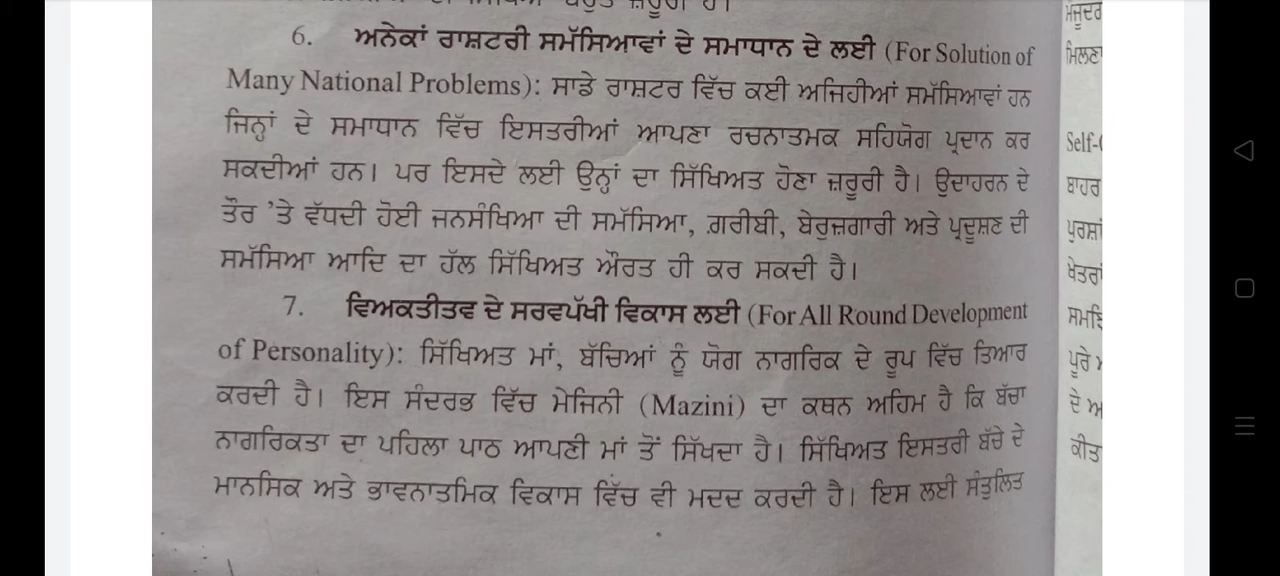 6. ਅਨੇਕਾਂ ਰਾਸ਼ਟਰੀ ਸਮੱਸਿਆਵਾਂ ਦੇ ਸਮਾਧਾਨ ਦੇ ਲਈ (For Solution of
Many National Problems): ਸਾਡੇ ਰਾਸ਼ਟਰ ਵਿੱਚ ਕਈ ਅਜਿਹੀਆਂ ਸਮੱਸਿਆਵਾਂ ਹਨ
ਜਿਨ੍ਹਾਂ ਦੇ ਸਮਾਧਾਨ ਵਿੱਚ ਇਸਤਰੀਆਂ ਆਪਣਾ ਰਚਨਾਤਮਕ ਸਹਿਯੋਗ ਪ੍ਰਦਾਨ ਕਰ
ਸਕਦੀਆਂ ਹਨ। ਪਰ ਇਸਦੇ ਲਈ ਉਨ੍ਹਾਂ ਦਾ ਸਿੱਖਿਅਤ ਹੋਣਾ ਜ਼ਰੂਰੀ ਹੈ। ਉਦਾਹਰਨ ਦੇ
ਤੌਰ ’ਤੇ ਵੱਧਦੀ ਹੋਈ ਜਨਸੰਖਿਆ ਦੀ ਸਮੱਸਿਆ, ਗ਼ਰੀਬੀ, ਬੇਰੁਜ਼ਗਾਰੀ ਅਤੇ ਪ੍ਰਦੂਸ਼ਣ ਦੀ
ਸਮੱਸਿਆ ਆਦਿ ਦਾ ਹੱਲ ਸਿੱਖਿਅਤ ਔਰਤ ਹੀ ਕਰ ਸਕਦੀ ਹੈ।
7. ਵਿਅਕਤੀਤਵ ਦੇ ਸਰਵਪੱਖੀ ਵਿਕਾਸ ਲਈ (For All Round Development
of Personality): ਸਿੱਖਿਅਤ ਮਾਂ, ਬੱਚਿਆਂ ਨੂੰ ਯੋਗ ਨਾਗਰਿਕ ਦੇ ਰੂਪ ਵਿੱਚ ਤਿਆਰ
ਕਰਦੀ ਹੈ। ਇਸ ਸੰਦਰਭ ਵਿੱਚ ਮੇਜਿਨੀ (Mazini) ਦਾ ਕਥਨ ਅਹਿਮ ਹੈ ਕਿ ਬੱਚਾ
ਨਾਗਰਿਕਤਾ ਦਾ ਪਹਿਲਾ ਪਾਠ ਆਪਣੀ ਮਾਂ ਤੋਂ ਸਿੱਖਦਾ ਹੈ। ਸਿੱਖਿਅਤ ਇਸਤਰੀ ਬੱਚੇ ਦੇ
ਮਾਨਸਿਕ ਅਤੇ ਭਾਵਨਾਤਮਿਕ ਵਿਕਾਸ ਵਿੱਚ ਵੀ ਮਦਦ ਕਰਦੀ ਹੈ। ਇਸ ਲਈ ਸੰਤੁਲਿਤ
ਬਾਹਰ
ਦੇ